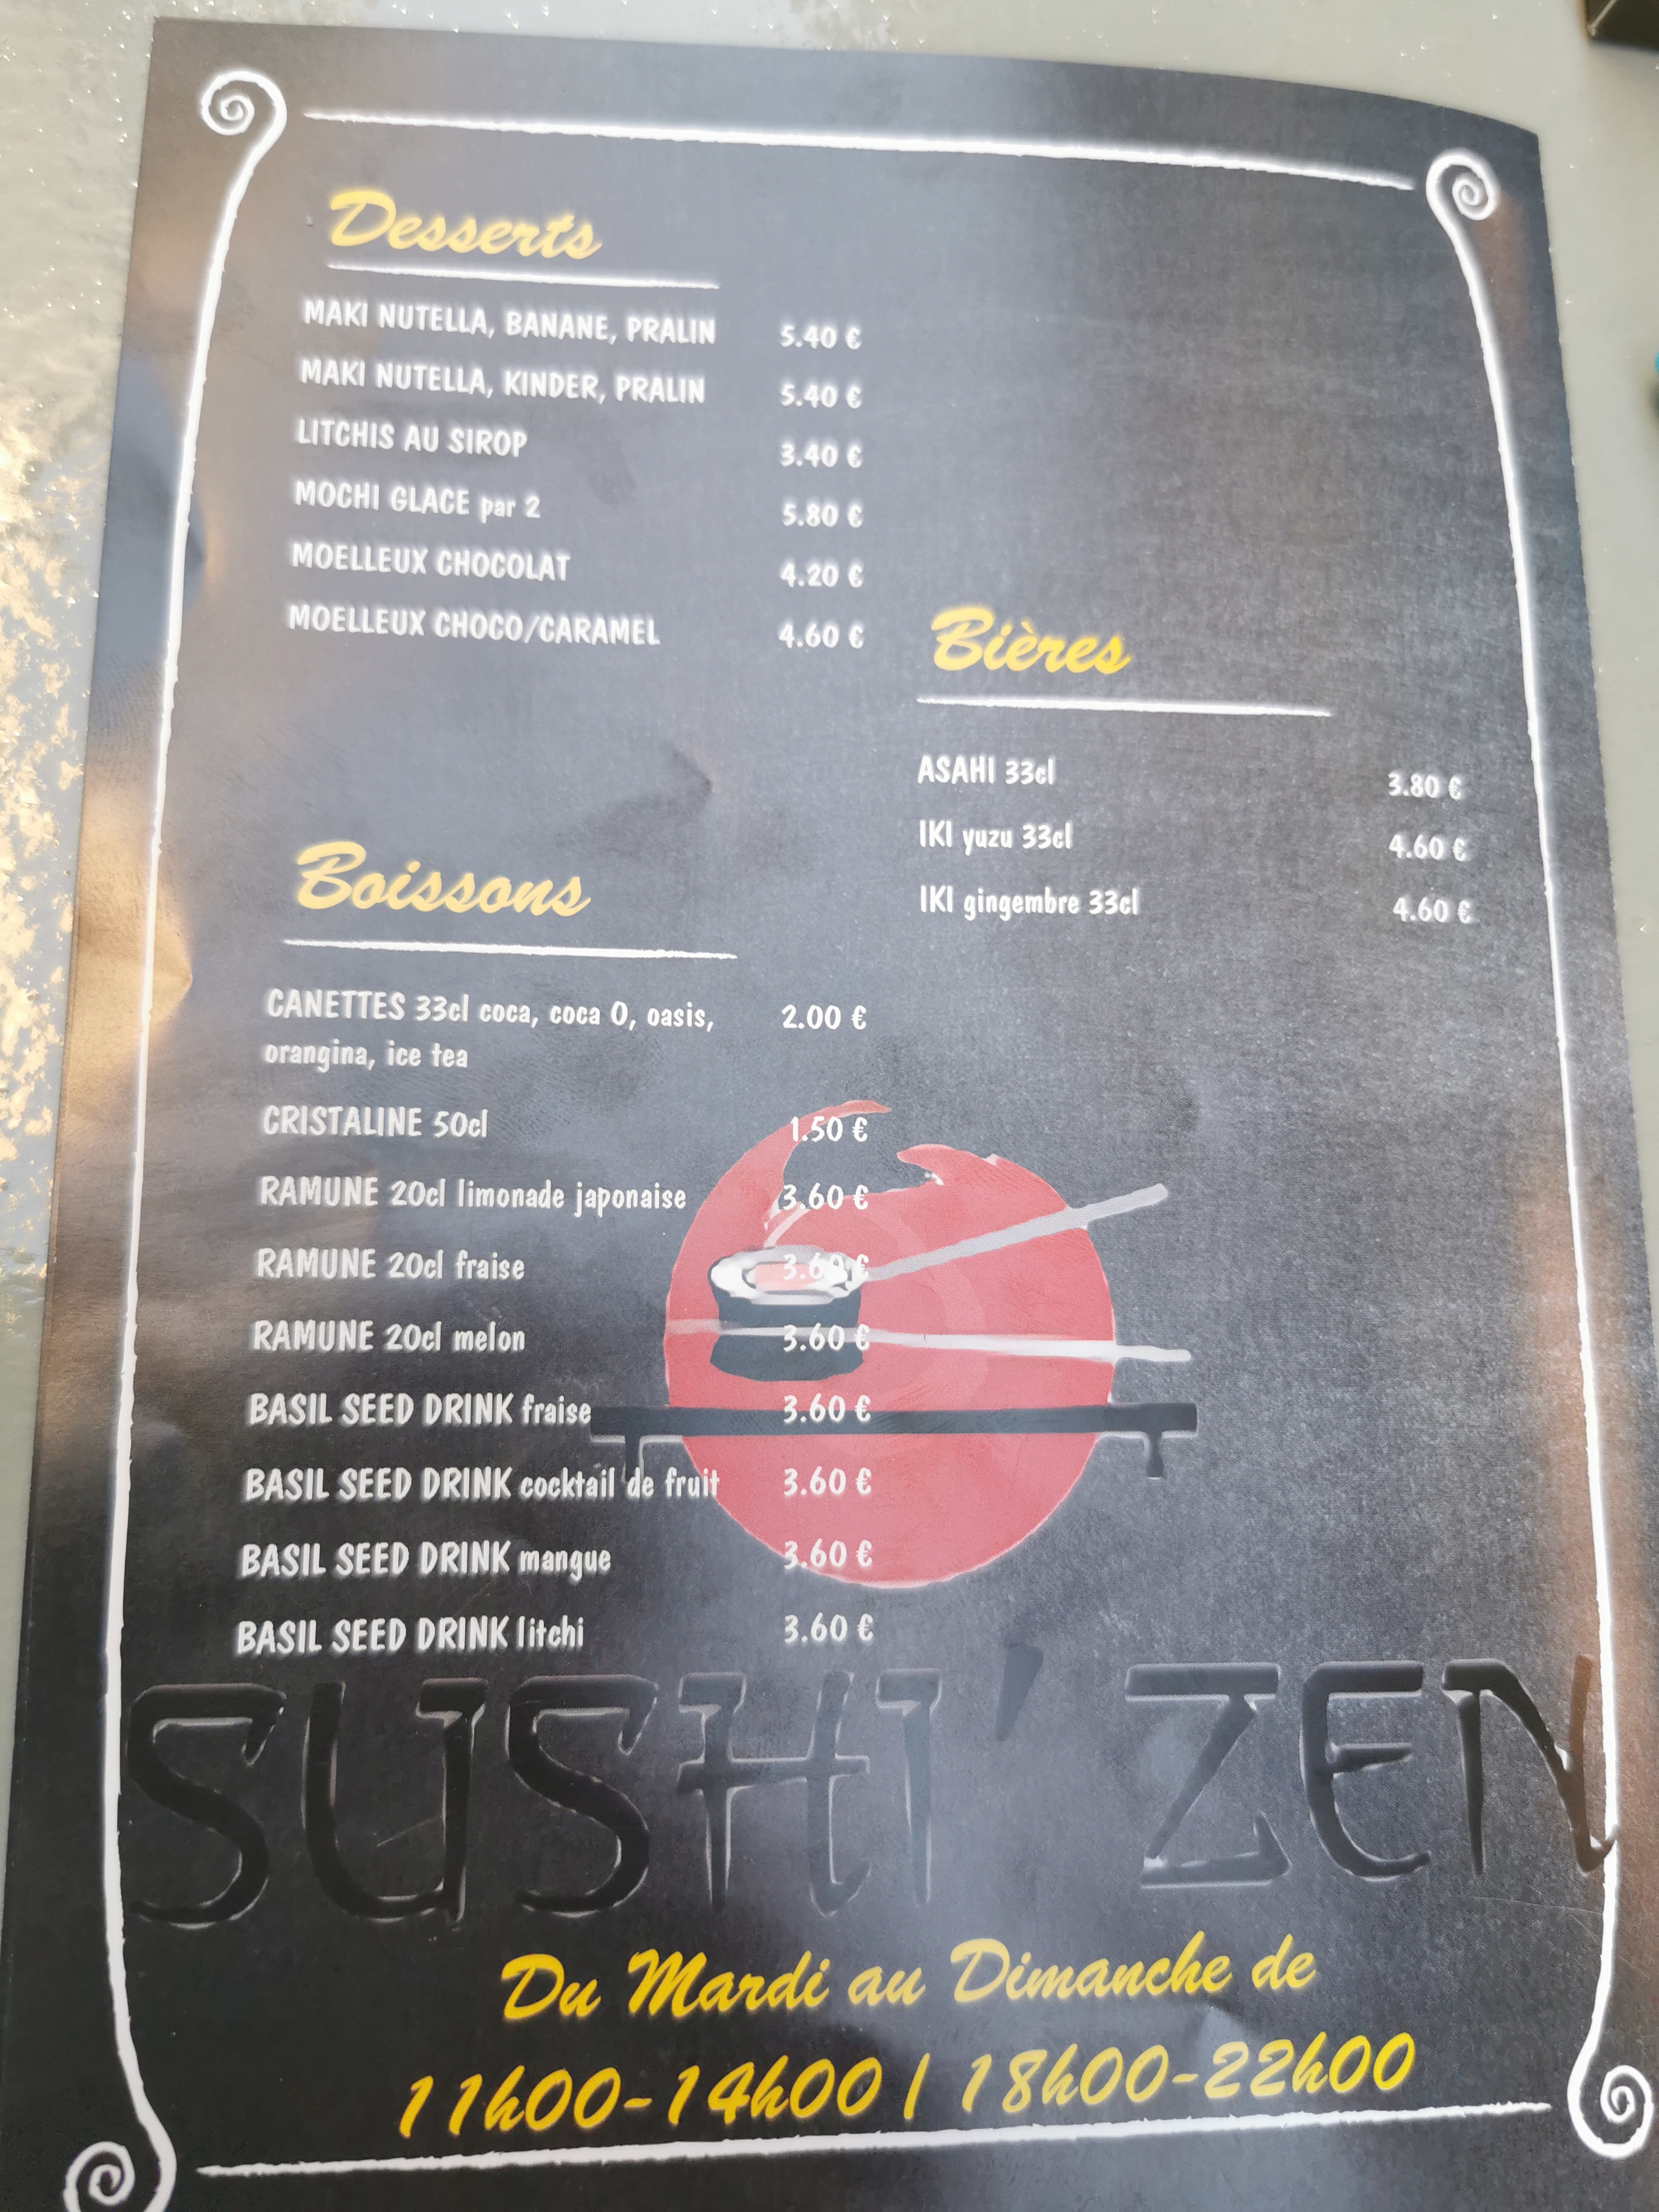 Desserts
MAKI NUTELLA, BANANE, PRALIN 5.40 €
MAKI NUTELLA, KINDER, PRALIN 5.40 €
LITCHIS AU SIROP 3.40 €
MOCHI GLACE par 2 5.80 €
MOELLEUX CHOCOLAT 4.20 €
MOELLEUX CHOCO/CARAMEL 4.60 €
Bières
ASAHI 33cl 3.80 €
IKI yuzu 33cl 4.60 €
IKI gingembre 33cl 4.60 €
Boissons
CANETTES 33cl coca, coca 0, oasis, 2.00 €
orangina, ice tea
CRISTALINE 50cl 1.50 €
RAMUNE 20cl limonade japonaise 3.60 €
RAMUNE 20cl fraise 3.60 €
RAMUNE 20cl melon 3.60 €
BASIL SEED DRINK fraise 3.60 €
BASIL SEED DRINK cocktail de fruit 3.60 €
BASIL SEED DRINK mangue 3.60 €
BASIL SEED DRINK litchi 3.60 €
SUSHI' ZEN
Du Mardi au Dimanche de
11h00-14h00 / 18h00-22h00